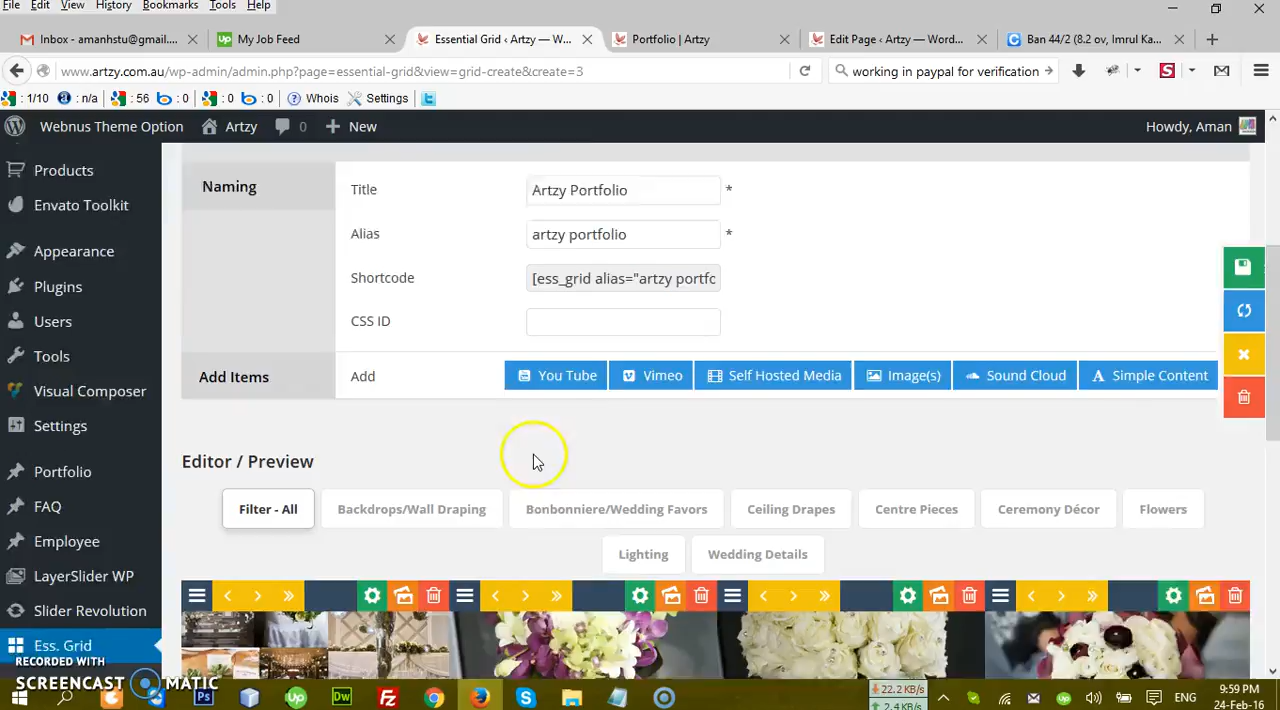 File Edit View History Bookmarks Tools Help
Inbox - amanhstu@gmail.... × My Job Feed × Essential Grid ‹ Artzy — W... × Portfolio | Artzy × Edit Page ‹ Artzy — Word... × Ban 44/2 (8.2 ov, Imrul Ka... ×
www.artzy.com.au/wp-admin/admin.php?page=essential-grid&view=grid-create&create=3 working in paypal for verification
: 1/10 : n/a : 56 : 0 : 0 : 0 Whois Settings
Webnus Theme Option Artzy 0 New Howdy, Aman
Products
Envato Toolkit
Appearance
Plugins
Users
Tools
Visual Composer
Settings
Portfolio
FAQ
Employee
LayerSlider WP
Slider Revolution
Ess. Grid
Naming
Title Artzy Portfolio *
Alias artzy portfolio *
Shortcode [ess_grid alias="artzy portfo
CSS ID
Add Items Add You Tube Vimeo Self Hosted Media Image(s) Sound Cloud Simple Content
Editor / Preview
Filter - All Backdrops/Wall Draping Bonbonniere/Wedding Favors Ceiling Drapes Centre Pieces Ceremony Décor Flowers
Lighting Wedding Details
RECORDED WITH
SCREENCAST MATIC
22.2 KB/s
2.4 KB/s
ENG
9:59 PM
24-Feb-16